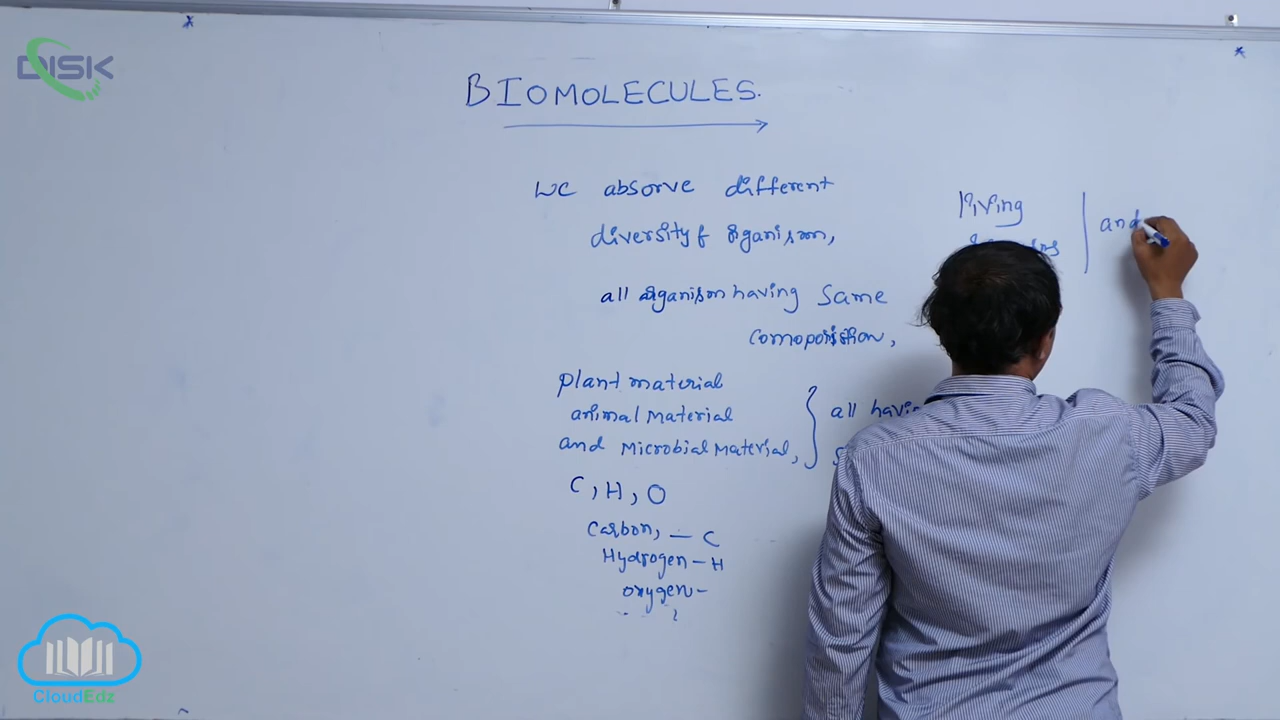 DISK
BIOMOLECULES.
we absorve different
diversity of organism,
all organism having same
comoposition,
plant material
animal material
and microbial material,
all havi
C, H, O
Carbon, - C
Hydrogen - H
oxygen -
living
and
CloudEdz